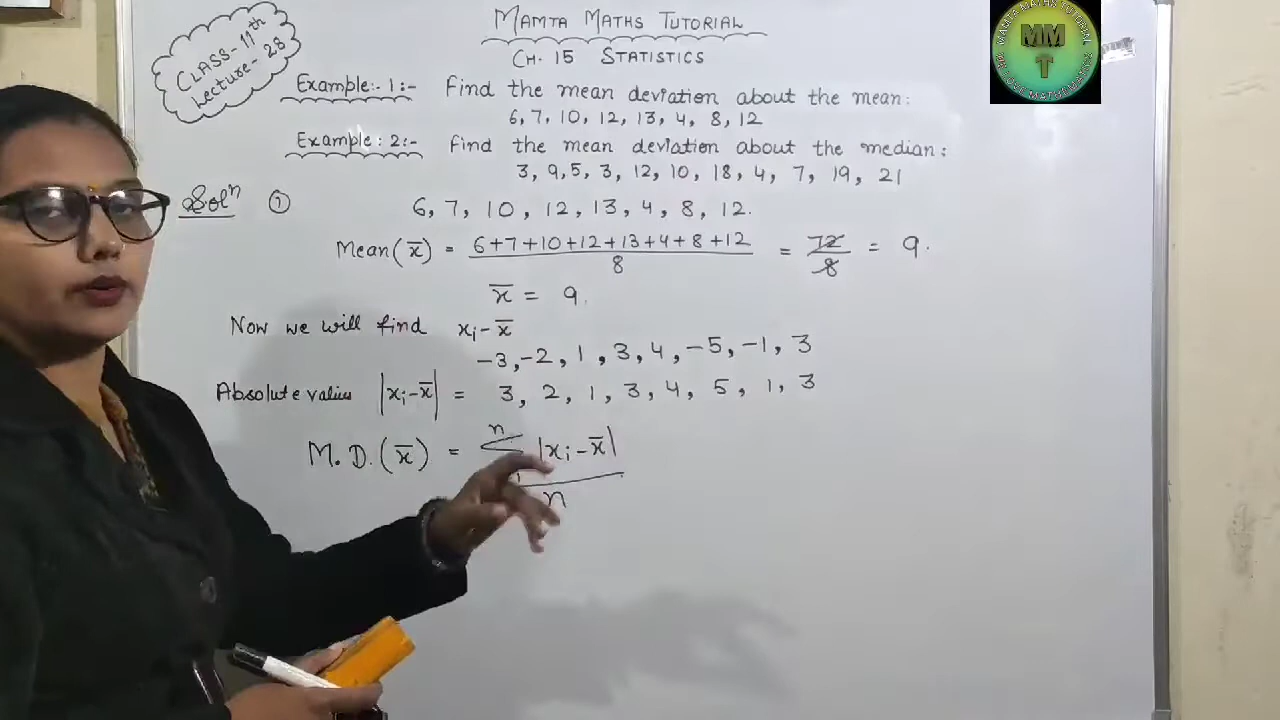 CLASS-11th
Lecture-28
MAMTA MATHS TUTORIAL
CH. 15 STATISTICS
Example:- 1:- Find the mean deviation about the mean:
6, 7, 10, 12, 13, 4, 8, 12
Example: 2:- Find the mean deviation about the median:
3, 9, 5, 3, 12, 10, 18, 4, 7, 19, 21
Solⁿ ① 6, 7, 10, 12, 13, 4, 8, 12.
Mean(x̄) = 6+7+10+12+13+4+8+12 / 8 = 72/8 = 9.
x̄ = 9.
Now we will find xᵢ-x̄
-3, -2, 1, 3, 4, -5, -1, 3
Absolute values |xᵢ-x̄| = 3, 2, 1, 3, 4, 5, 1, 3
M.D.(x̄) = n Σ |xᵢ-x̄| / n
MAMTA MATHS TUTORIAL
MM
T